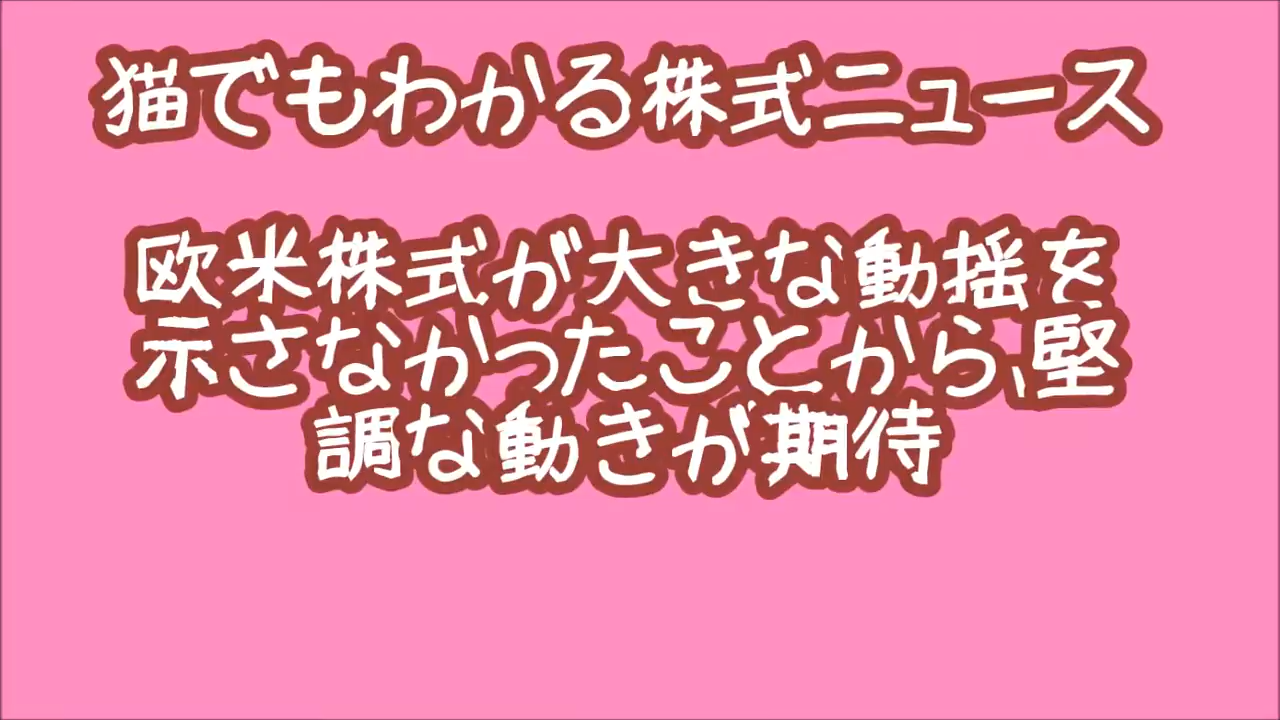 猫でもわかる株式ニュース
欧米株式が大きな動揺を
示さなかったことから、堅
調な動きが期待